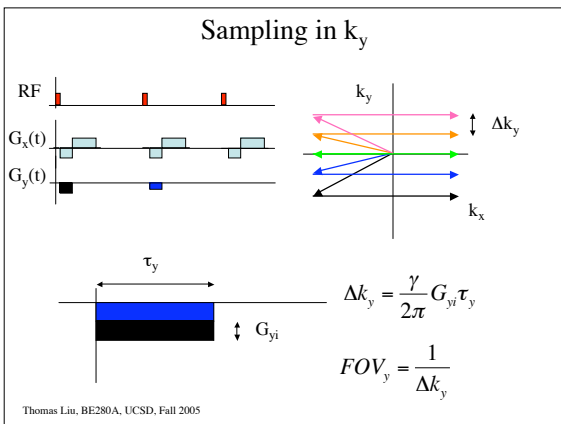 Sampling in k_y
RF
G_x(t)
G_y(t)
k_y
Δk_y
k_x
τ_y
G_yi
Δk_y = γ/2π G_yi τ_y
FOV_y = 1/Δk_y
Thomas Liu, BE280A, UCSD, Fall 2005